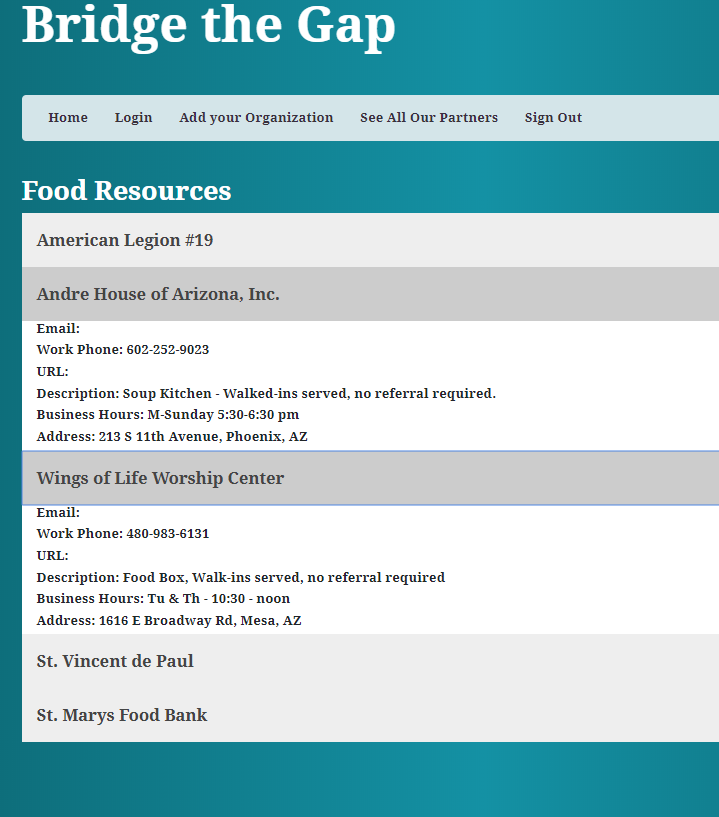 Bridge the Gap
Home Login Add your Organization See All Our Partners Sign Out
Food Resources
American Legion #19
Andre House of Arizona, Inc.
Email:
Work Phone: 602-252-9023
URL:
Description: Soup Kitchen - Walked-ins served, no referral required.
Business Hours: M-Sunday 5:30-6:30 pm
Address: 213 S 11th Avenue, Phoenix, AZ
Wings of Life Worship Center
Email:
Work Phone: 480-983-6131
URL:
Description: Food Box, Walk-ins served, no referral required
Business Hours: Tu & Th - 10:30 - noon
Address: 1616 E Broadway Rd, Mesa, AZ
St. Vincent de Paul
St. Marys Food Bank